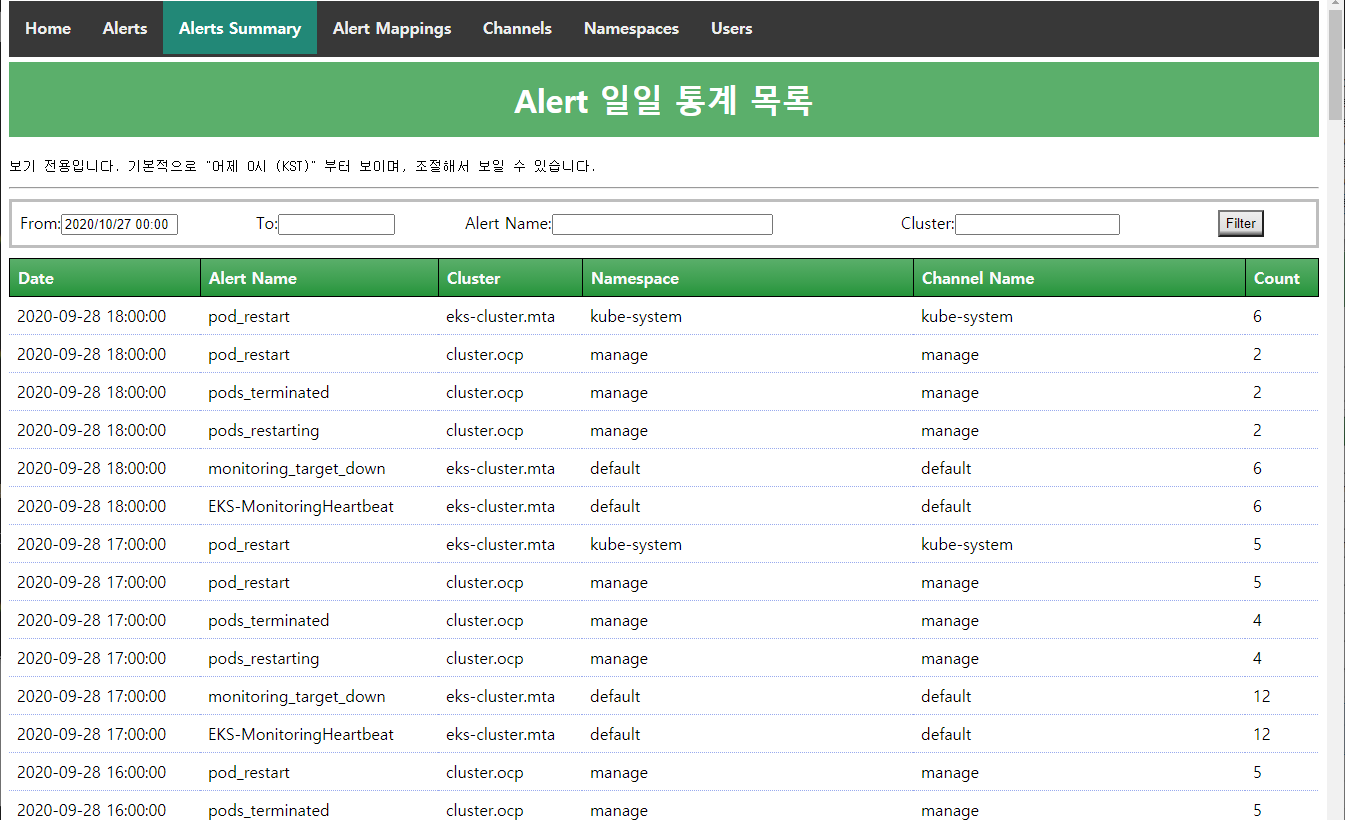 Home Alerts Alerts Summary Alert Mappings Channels Namespaces Users
Alert 일일 통계 목록
보기 전용입니다. 기본적으로 "어제 0시 (KST)" 부터 보이며, 조절해서 보일 수 있습니다.
From: 2020/10/27 00:00 To: Alert Name: Cluster: Filter
Date Alert Name Cluster Namespace Channel Name Count
2020-09-28 18:00:00 pod_restart eks-cluster.mta kube-system kube-system 6
2020-09-28 18:00:00 pod_restart cluster.ocp manage manage 2
2020-09-28 18:00:00 pods_terminated cluster.ocp manage manage 2
2020-09-28 18:00:00 pods_restarting cluster.ocp manage manage 2
2020-09-28 18:00:00 monitoring_target_down eks-cluster.mta default default 6
2020-09-28 18:00:00 EKS-MonitoringHeartbeat eks-cluster.mta default default 6
2020-09-28 17:00:00 pod_restart eks-cluster.mta kube-system kube-system 5
2020-09-28 17:00:00 pod_restart cluster.ocp manage manage 5
2020-09-28 17:00:00 pods_terminated cluster.ocp manage manage 4
2020-09-28 17:00:00 pods_restarting cluster.ocp manage manage 4
2020-09-28 17:00:00 monitoring_target_down eks-cluster.mta default default 12
2020-09-28 17:00:00 EKS-MonitoringHeartbeat eks-cluster.mta default default 12
2020-09-28 16:00:00 pod_restart cluster.ocp manage manage 5
2020-09-28 16:00:00 pods_terminated cluster.ocp manage manage 5